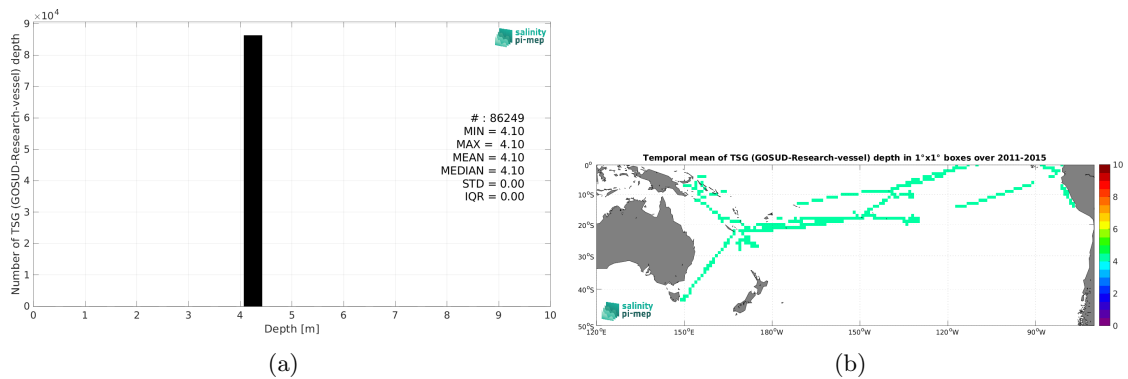 ×10⁴
9
8
7
6
5
4
3
2
1
0
Number of TSG (GOSUD-Research-vessel) depth
salinity
pi-mep
# : 86249
MIN = 4.10
MAX = 4.10
MEAN = 4.10
MEDIAN = 4.10
STD = 0.00
IQR = 0.00
0 1 2 3 4 5 6 7 8 9 10
Depth [m]
(a)
Temporal mean of TSG (GOSUD-Research-vessel) depth in 1°x1° boxes over 2011-2015
0°
10°S
20°S
30°S
40°S
50°S
120°E 150°E 180°W 150°W 120°W 90°W
salinity
pi-mep
10
8
6
4
2
0
(b)